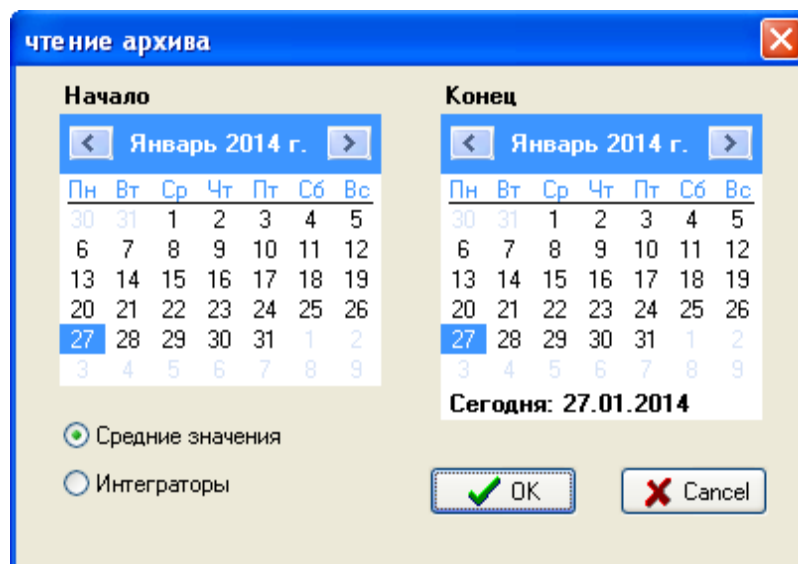 чтение архива
Начало
Январь 2014 г.
Пн Вт Ср Чт Пт Сб Вс
30 31 1 2 3 4 5
6 7 8 9 10 11 12
13 14 15 16 17 18 19
20 21 22 23 24 25 26
27 28 29 30 31 1 2
3 4 5 6 7 8 9
Конец
Январь 2014 г.
Пн Вт Ср Чт Пт Сб Вс
30 31 1 2 3 4 5
6 7 8 9 10 11 12
13 14 15 16 17 18 19
20 21 22 23 24 25 26
27 28 29 30 31 1 2
3 4 5 6 7 8 9
Сегодня: 27.01.2014
Средние значения
Интеграторы
OK
Cancel